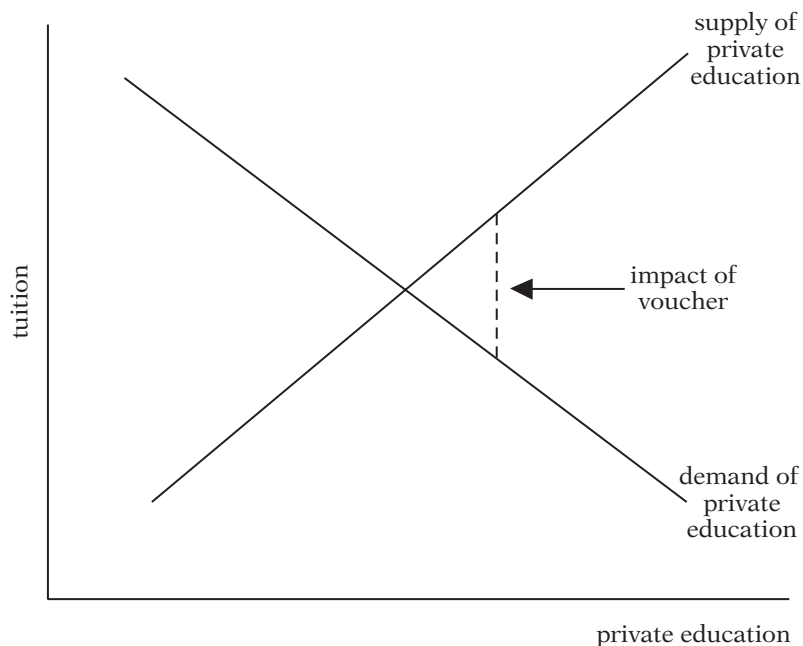 supply of
private
education
tuition
impact of
voucher
demand of
private
education
private education